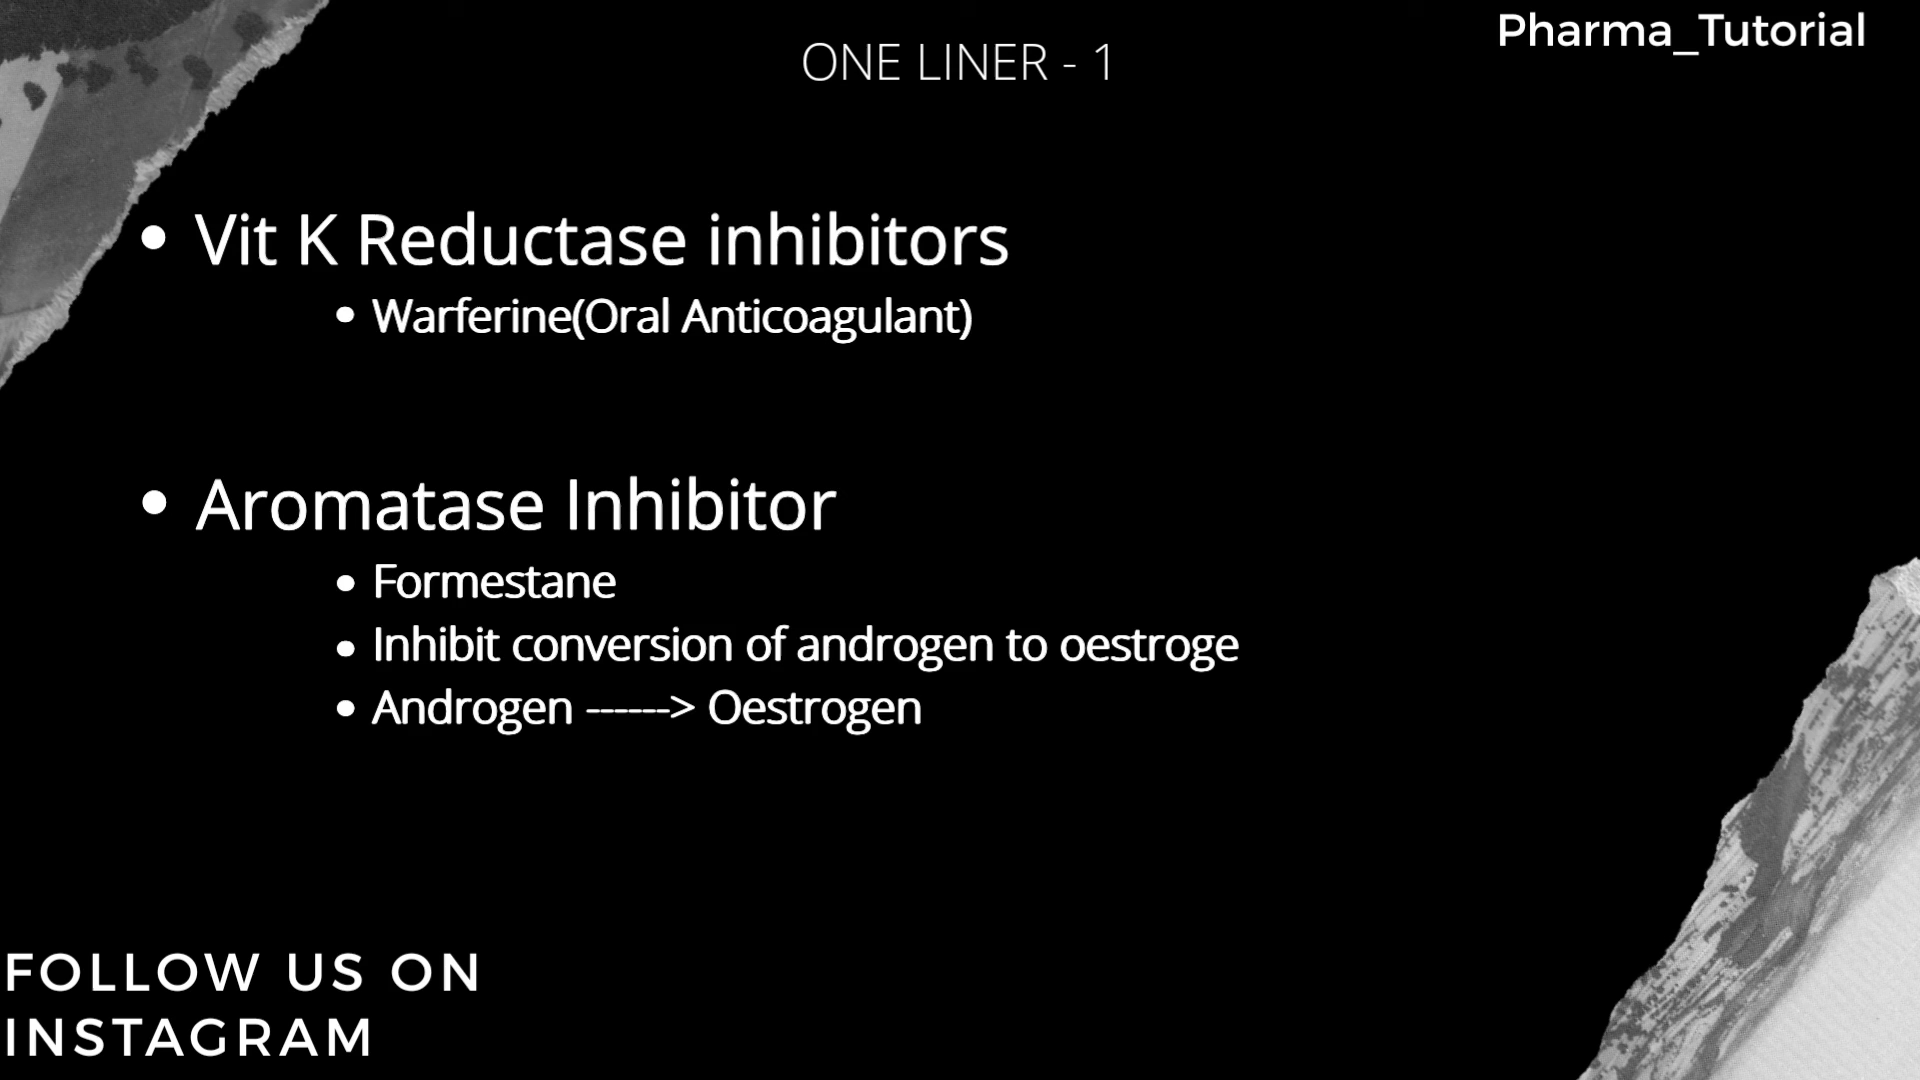 Pharma_Tutorial
ONE LINER - 1
• Vit K Reductase inhibitors
• Warferine(Oral Anticoagulant)
• Aromatase Inhibitor
• Formestane
• Inhibit conversion of androgen to oestroge
• Androgen ------> Oestrogen
FOLLOW US ON
INSTAGRAM